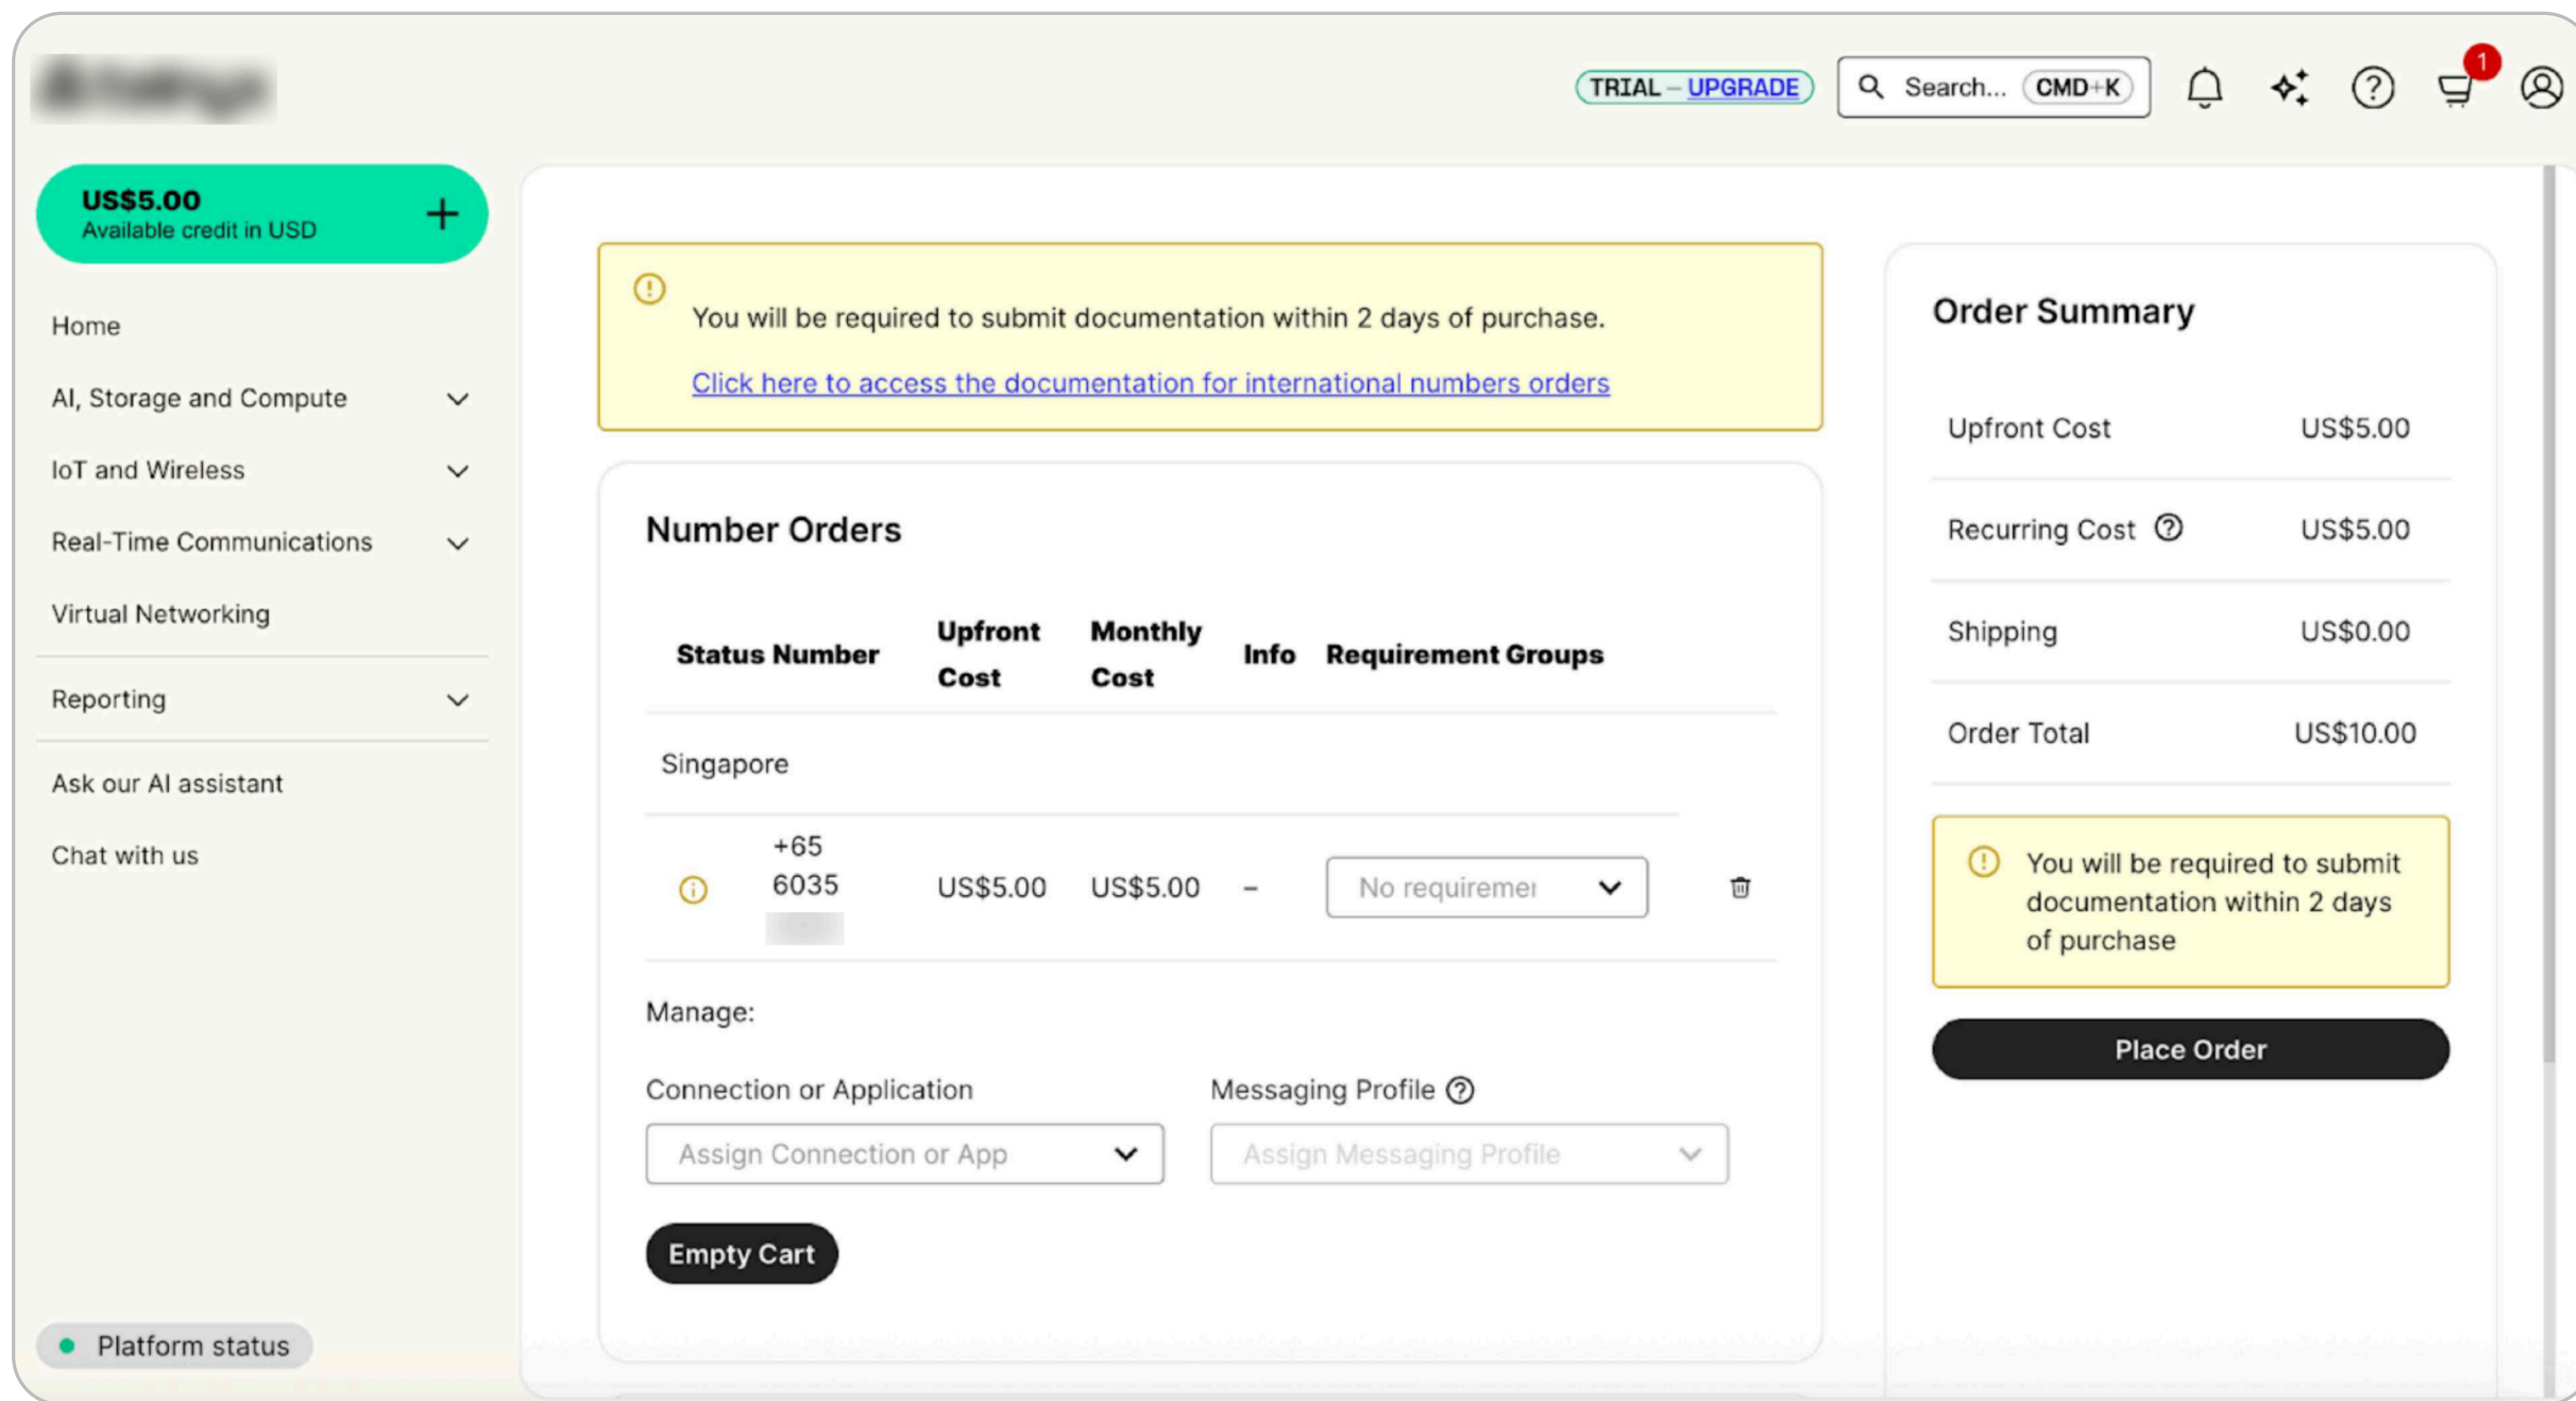 TRIAL – UPGRADE
Search... CMD+K
1
US$5.00
Available credit in USD
Home
AI, Storage and Compute
IoT and Wireless
Real-Time Communications
Virtual Networking
Reporting
Ask our AI assistant
Chat with us
Platform status
You will be required to submit documentation within 2 days of purchase.
Click here to access the documentation for international numbers orders
Number Orders
Status Number Upfront Cost Monthly Cost Info Requirement Groups
Singapore
+65
6035
US$5.00 US$5.00 – No requiremen
Manage:
Connection or Application Messaging Profile
Assign Connection or App Assign Messaging Profile
Empty Cart
Order Summary
Upfront Cost US$5.00
Recurring Cost US$5.00
Shipping US$0.00
Order Total US$10.00
You will be required to submit
documentation within 2 days
of purchase
Place Order